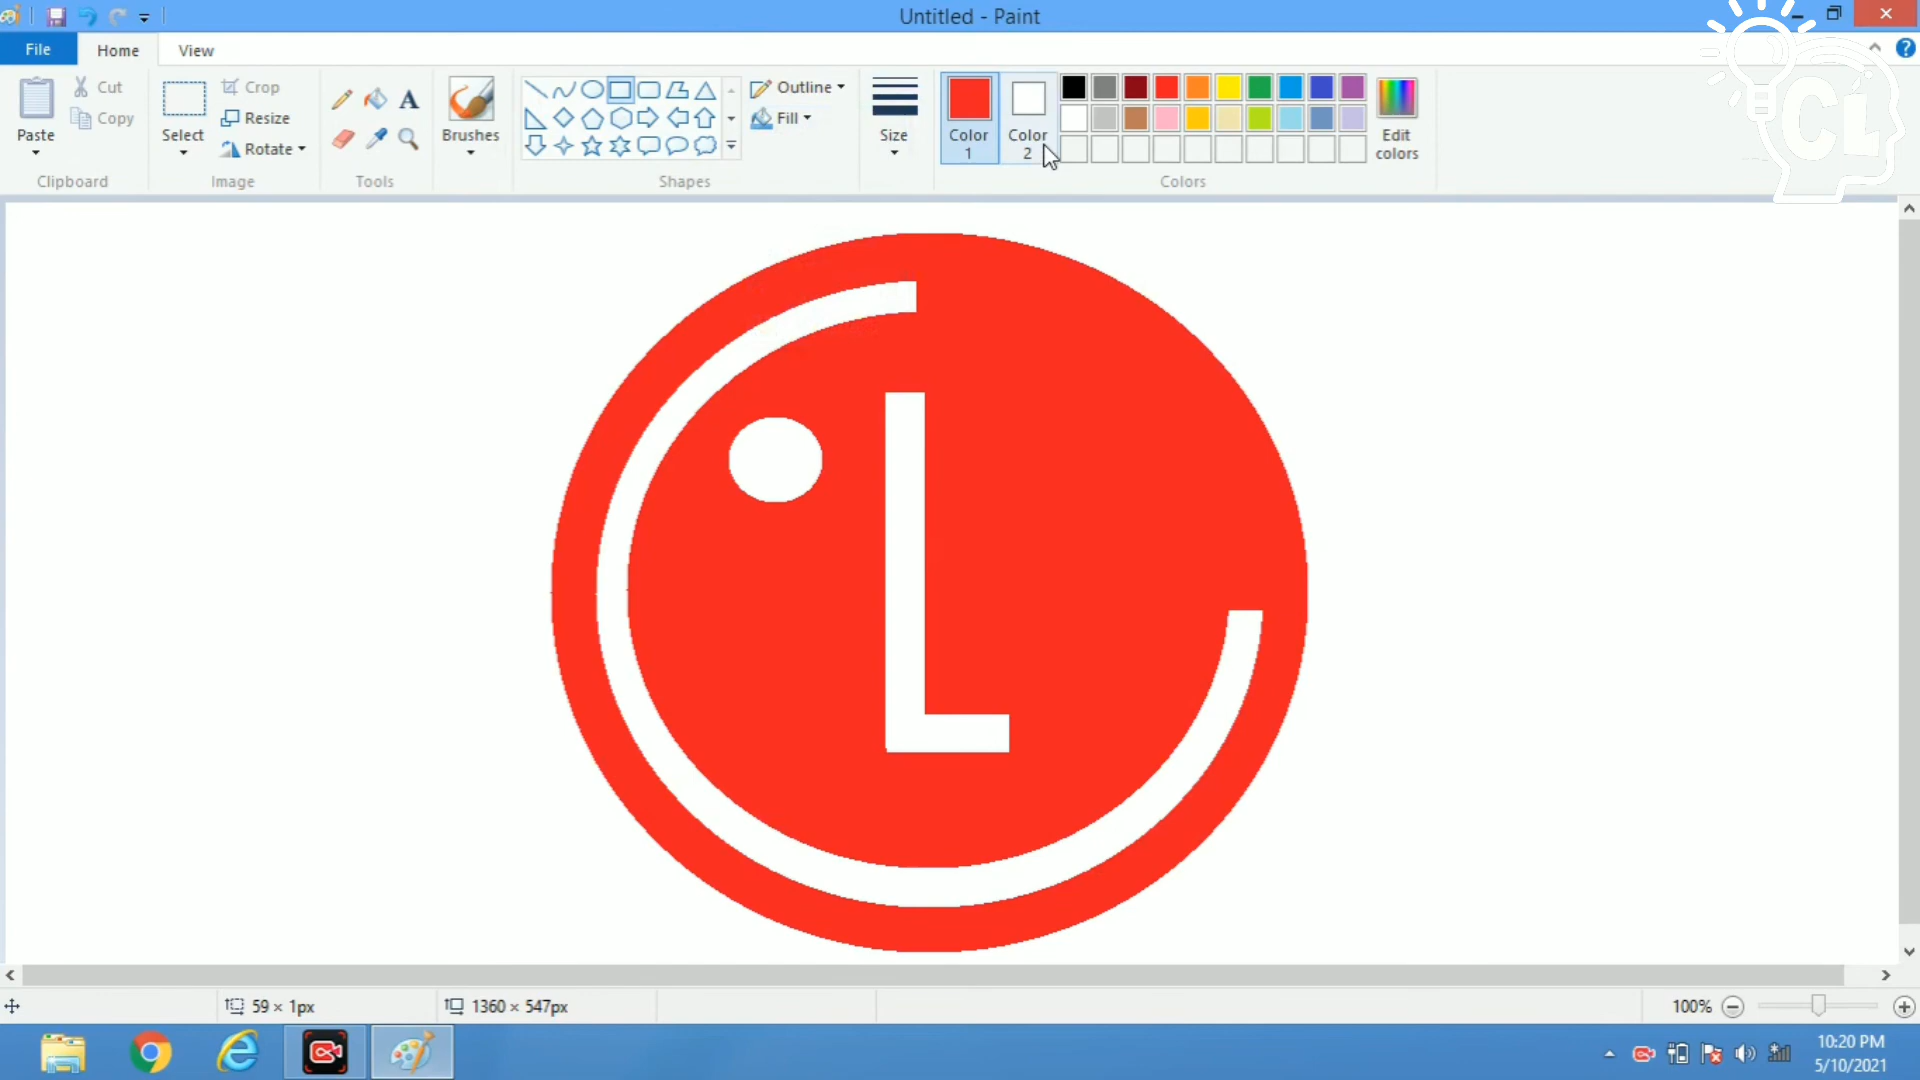 Untitled - Paint
File
Home
View
Paste
Cut
Copy
Clipboard
Select
Crop
Resize
Rotate
Image
A
Tools
Brushes
Outline
Fill
Shapes
Size
Color
1
Color
2
Edit
colors
Colors
CL
L
59 × 1px
1360 × 547px
100%
10:20 PM
5/10/2021